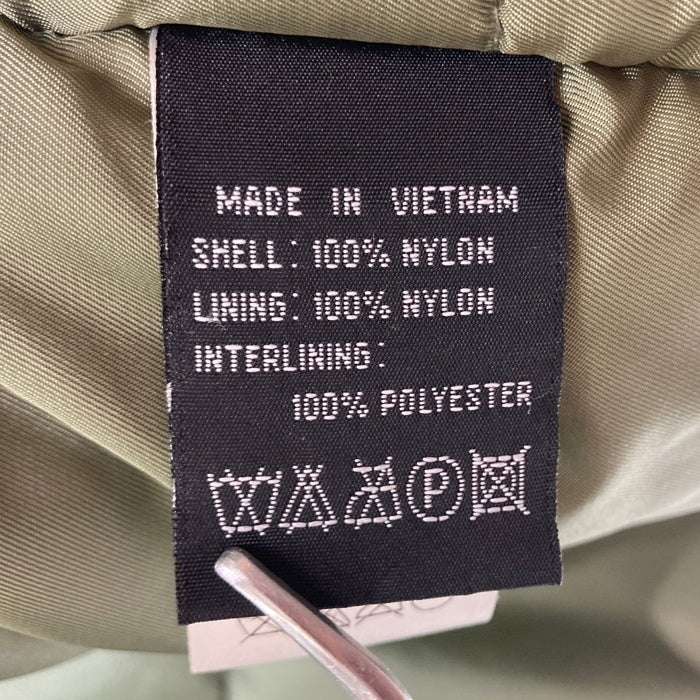 MADE IN VIETNAM
SHELL: 100% NYLON
LINING: 100% NYLON
INTERLINING:
100% POLYESTER
P